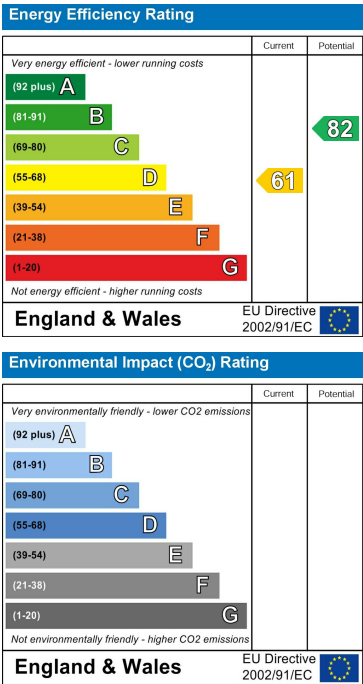 Energy Efficiency Rating
Current Potential
Very energy efficient - lower running costs
(92 plus) A
(81-91) B
82
(69-80) C
(55-68) D
61
(39-54) E
(21-38) F
(1-20) G
Not energy efficient - higher running costs
England & Wales
EU Directive
2002/91/EC
Environmental Impact (CO₂) Rating
Current Potential
Very environmentally friendly - lower CO2 emissions
(92 plus) A
(81-91) B
(69-80) C
(55-68) D
(39-54) E
(21-38) F
(1-20) G
Not environmentally friendly - higher CO2 emissions
England & Wales
EU Directive
2002/91/EC